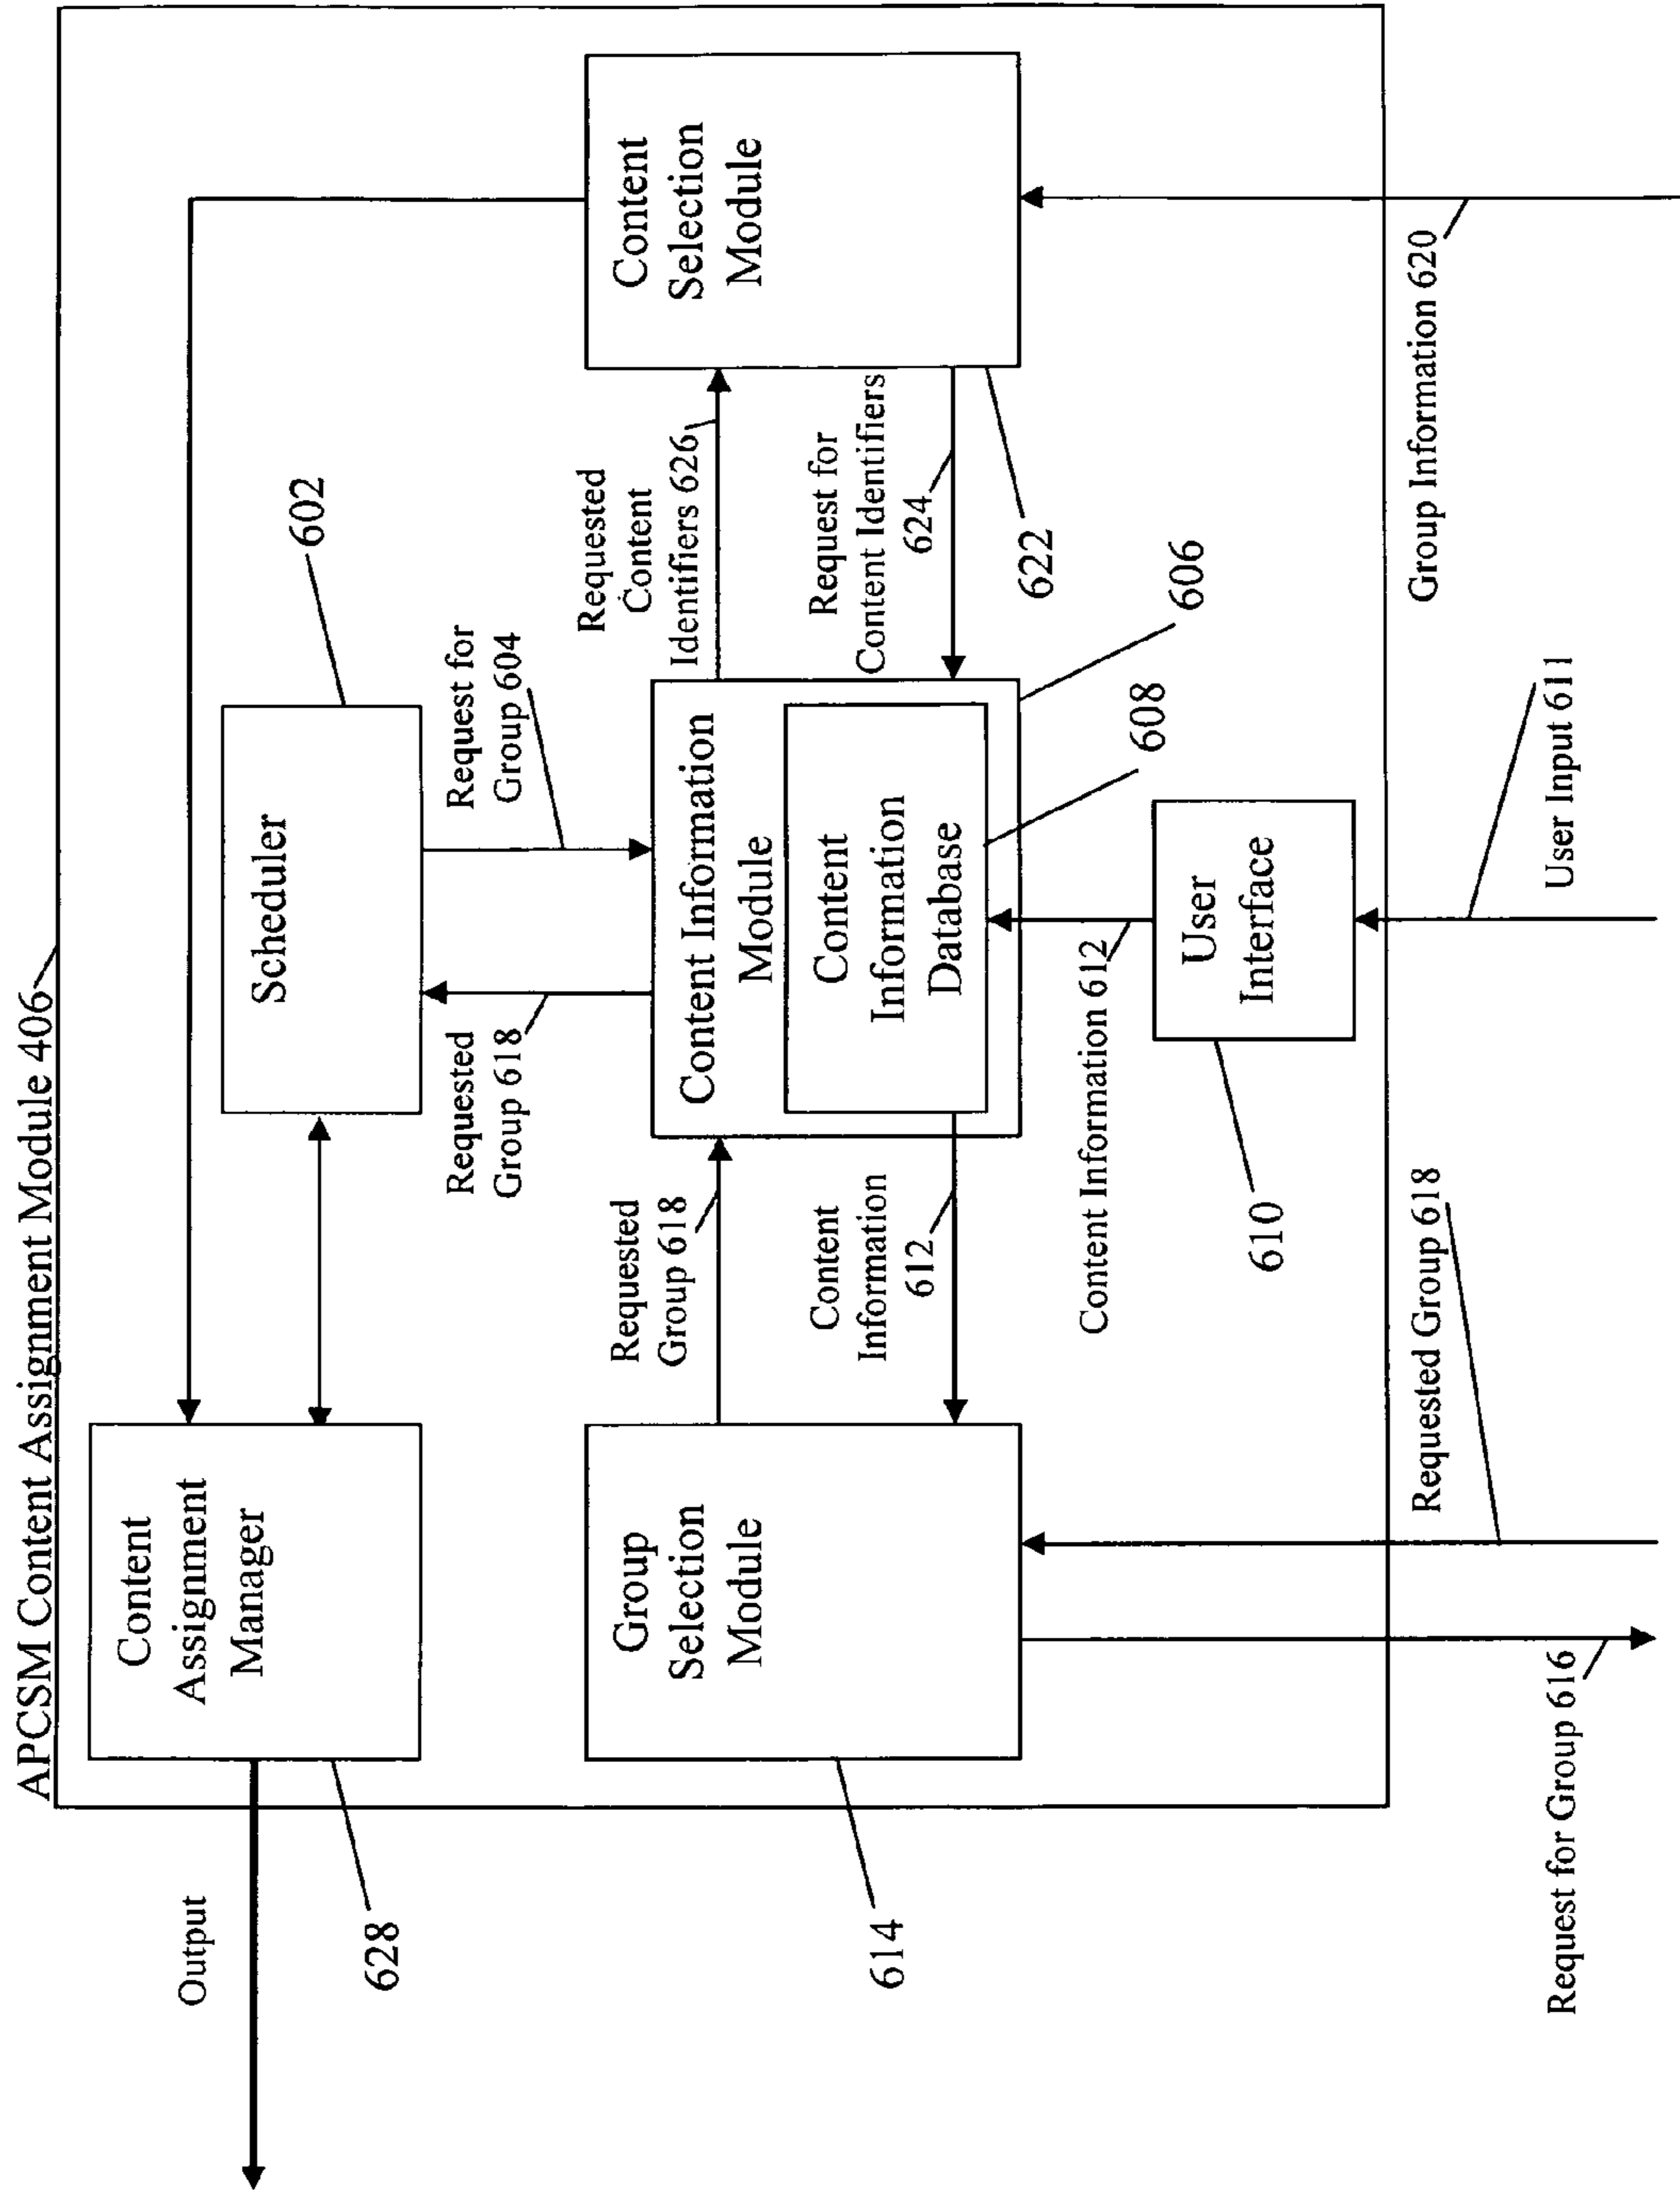 APCSM Content Assignment Module 406
Output
Content
Assignment
Manager
628
Scheduler
602
Requested
Group 618
Request for
Group 604
Group
Selection
Module
614
Requested
Group 618
Content
Information
612
Content Information
Module
Content
Information
Database
606
608
Requested
Content
Identifiers 626
Request for
Content Identifiers
624
Content
Selection
Module
622
Content Information 612
User
Interface
610
Request for Group 616
Requested Group 618
User Input 611
Group Information 620